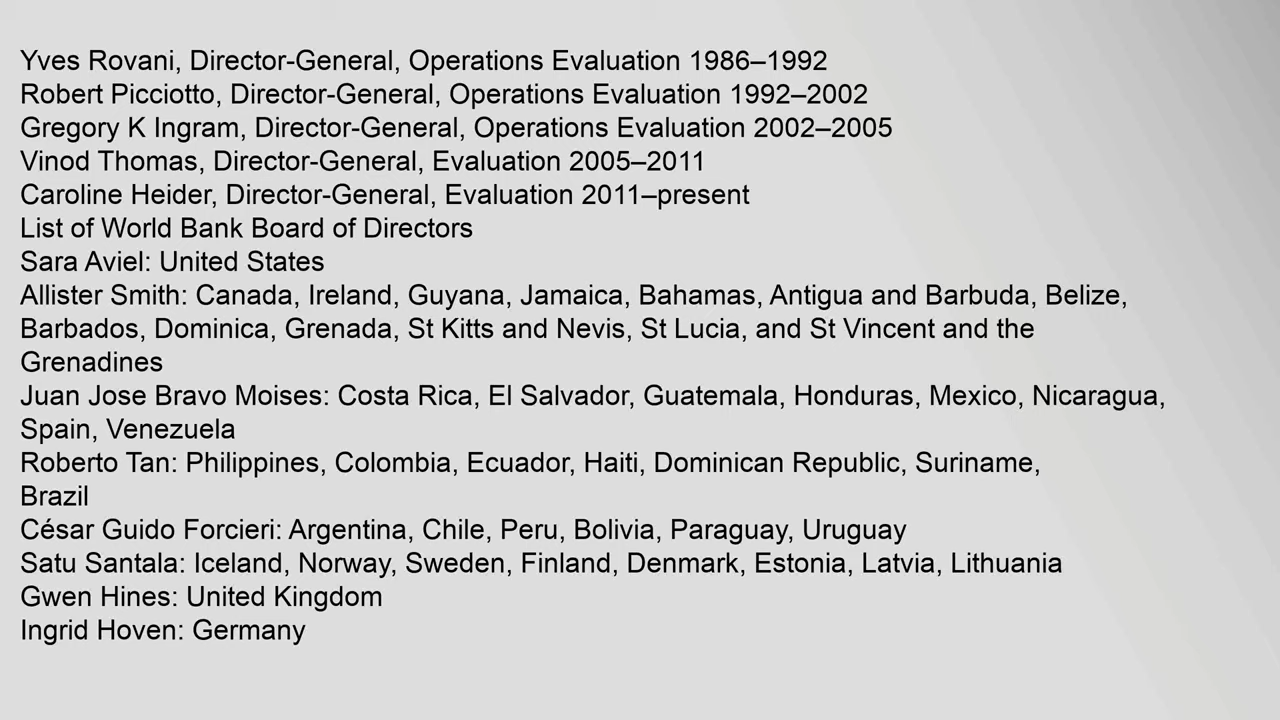 Yves Rovani, Director-General, Operations Evaluation 1986–1992
Robert Picciotto, Director-General, Operations Evaluation 1992–2002
Gregory K Ingram, Director-General, Operations Evaluation 2002–2005
Vinod Thomas, Director-General, Evaluation 2005–2011
Caroline Heider, Director-General, Evaluation 2011–present
List of World Bank Board of Directors
Sara Aviel: United States
Allister Smith: Canada, Ireland, Guyana, Jamaica, Bahamas, Antigua and Barbuda, Belize,
Barbados, Dominica, Grenada, St Kitts and Nevis, St Lucia, and St Vincent and the
Grenadines
Juan Jose Bravo Moises: Costa Rica, El Salvador, Guatemala, Honduras, Mexico, Nicaragua,
Spain, Venezuela
Roberto Tan: Philippines, Colombia, Ecuador, Haiti, Dominican Republic, Suriname,
Brazil
César Guido Forcieri: Argentina, Chile, Peru, Bolivia, Paraguay, Uruguay
Satu Santala: Iceland, Norway, Sweden, Finland, Denmark, Estonia, Latvia, Lithuania
Gwen Hines: United Kingdom
Ingrid Hoven: Germany